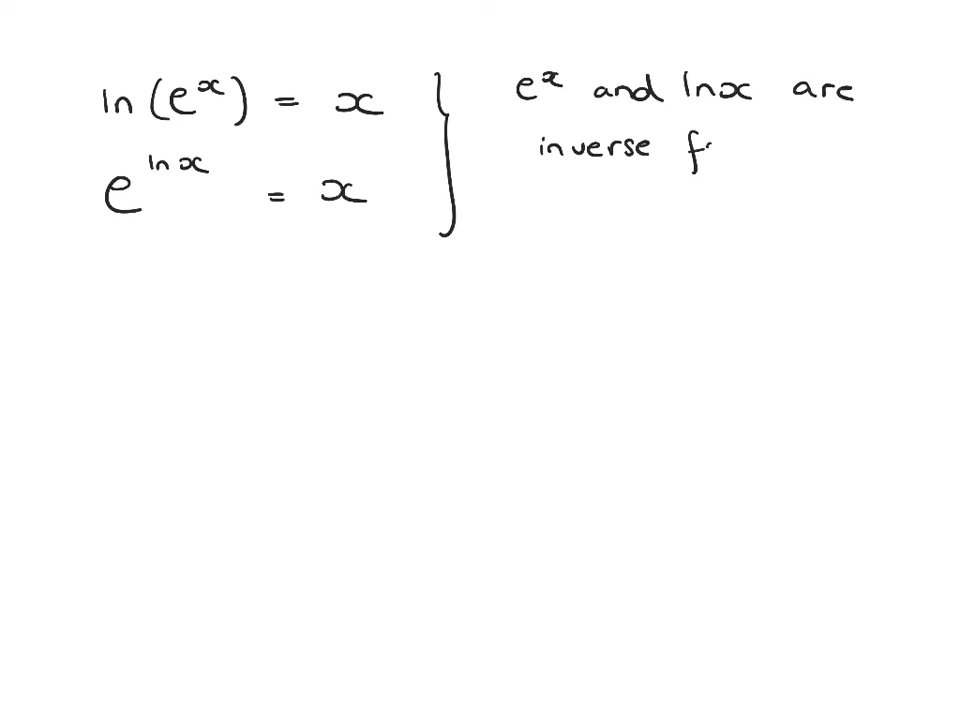 ln(e^x) = x
e^{ln x} = x
e^x and ln x are
inverse f